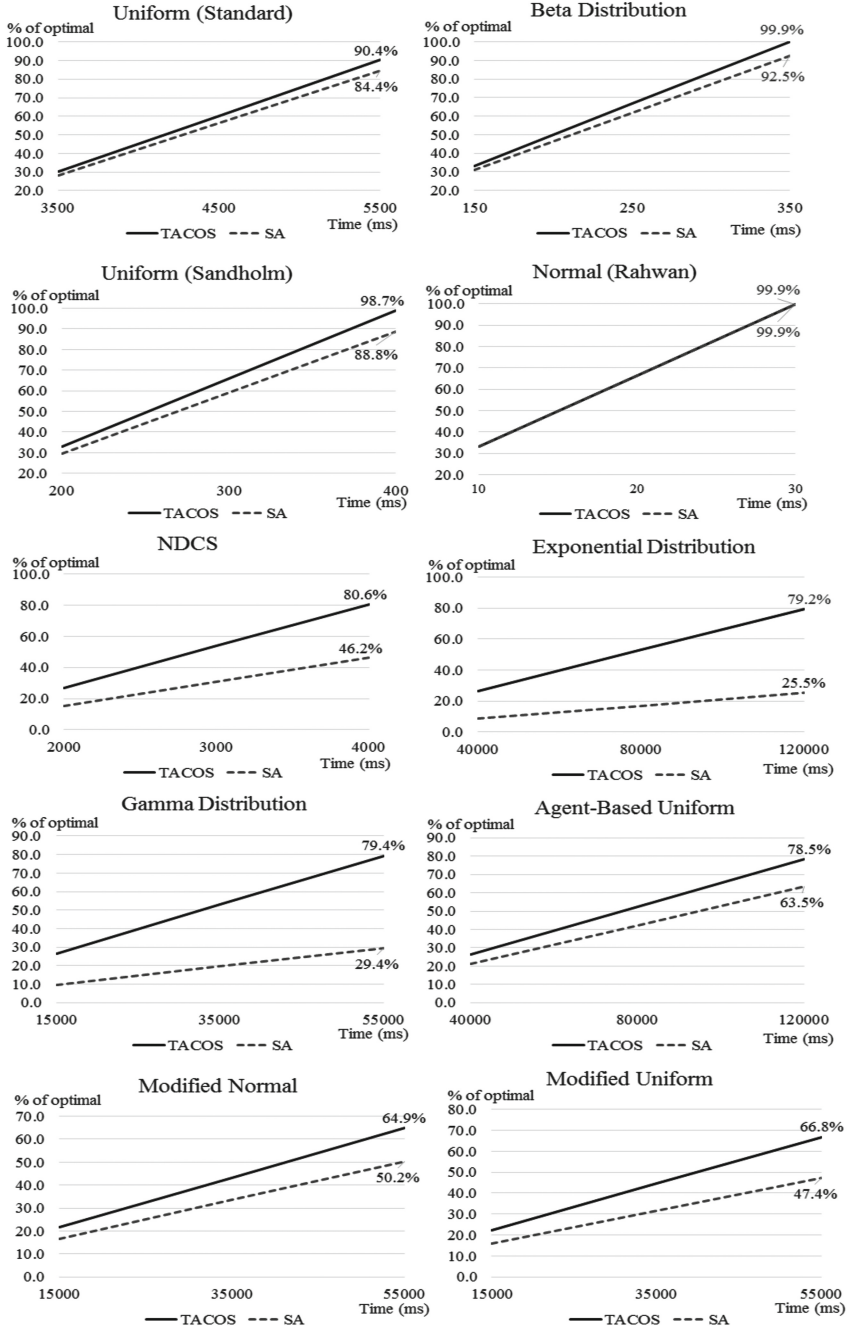 Uniform (Standard)
% of optimal
100.0
90.0
80.0
70.0
60.0
50.0
40.0
30.0
20.0
90.4%
84.4%
3500
4500
5500
Time (ms)
TACOS
SA
Beta Distribution
% of optimal
100.0
90.0
80.0
70.0
60.0
50.0
40.0
30.0
20.0
99.9%
92.5%
150
250
350
Time (ms)
TACOS
SA
Uniform (Sandholm)
% of optimal
100.0
90.0
80.0
70.0
60.0
50.0
40.0
30.0
20.0
98.7%
88.8%
200
300
400
Time (ms)
TACOS
SA
Normal (Rahwan)
% of optimal
100.0
90.0
80.0
70.0
60.0
50.0
40.0
30.0
20.0
99.9%
99.9%
10
20
30
Time (ms)
TACOS
SA
NDCS
% of optimal
100.0
80.0
60.0
40.0
20.0
0.0
80.6%
46.2%
2000
3000
4000
Time (ms)
TACOS
SA
Exponential Distribution
% of optimal
100.0
80.0
60.0
40.0
20.0
0.0
79.2%
25.5%
40000
80000
120000
Time (ms)
TACOS
SA
Gamma Distribution
% of optimal
90.0
80.0
70.0
60.0
50.0
40.0
30.0
20.0
10.0
0.0
79.4%
29.4%
15000
35000
55000
Time (ms)
TACOS
SA
Agent-Based Uniform
% of optimal
90.0
80.0
70.0
60.0
50.0
40.0
30.0
20.0
10.0
0.0
78.5%
63.5%
40000
80000
120000
Time (ms)
TACOS
SA
Modified Normal
% of optimal
70.0
60.0
50.0
40.0
30.0
20.0
10.0
0.0
64.9%
50.2%
15000
35000
55000
Time (ms)
TACOS
SA
Modified Uniform
% of optimal
80.0
70.0
60.0
50.0
40.0
30.0
20.0
10.0
0.0
66.8%
47.4%
15000
35000
55000
Time (ms)
TACOS
SA